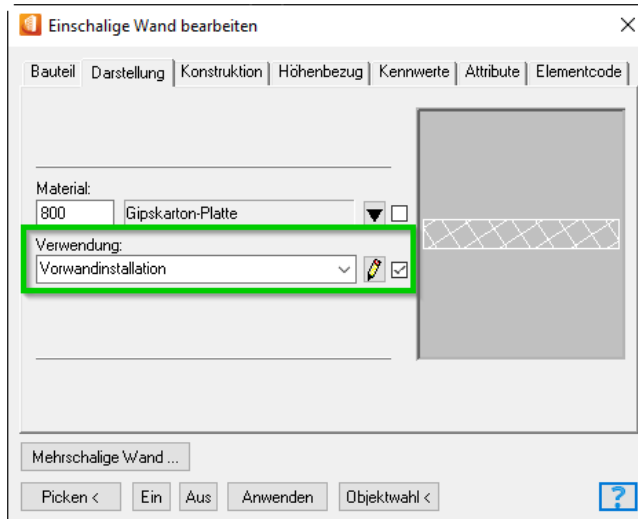 Einschalige Wand bearbeiten
Bauteil Darstellung Konstruktion Höhenbezug Kennwerte Attribute Elementcode
Material:
800 Gipskarton-Platte
Verwendung:
Vorwandinstallation
Mehrschalige Wand ...
Picken < Ein Aus Anwenden Objektwahl < ?